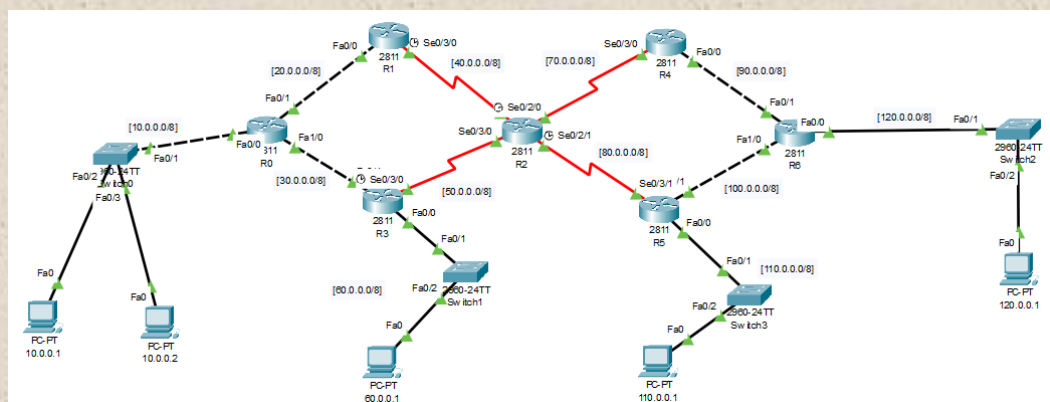 Fa0/0
2811
R1
Se0/3/0
[20.0.0.0/8]
[40.0.0.0/8]
[70.0.0.0/8]
Se0/3/0
Fa0/0
2811
R4
[90.0.0.0/8]
Fa0/1
[10.0.0.0/8]
Fa0/1
Fa0/0
R0
Fa1/0
Se0/2/0
Se0/3/0
2811
R2
Se0/2/1
Fa0/1
Fa0/0
Fa1/0
[120.0.0.0/8]
Fa0/1
2960-24TT
Switch2
Fa0/2
Fa0/2
Fa0/3
[30.0.0.0/8]
Se0/3/0
2811
R3
[50.0.0.0/8]
[80.0.0.0/8]
Se0/3/1
[100.0.0.0/8]
2811
R5
Fa0/0
Fa0/0
Fa0/1
Switch1
Fa0/2
[60.0.0.0/8]
Fa0/1
[110.0.0.0/8]
2960-24TT
Switch3
Fa0/2
Fa0
PC-PT
10.0.0.1
Fa0
PC-PT
10.0.0.2
Fa0
PC-PT
60.0.0.1
Fa0
PC-PT
110.0.0.1
Fa0
PC-PT
120.0.0.1